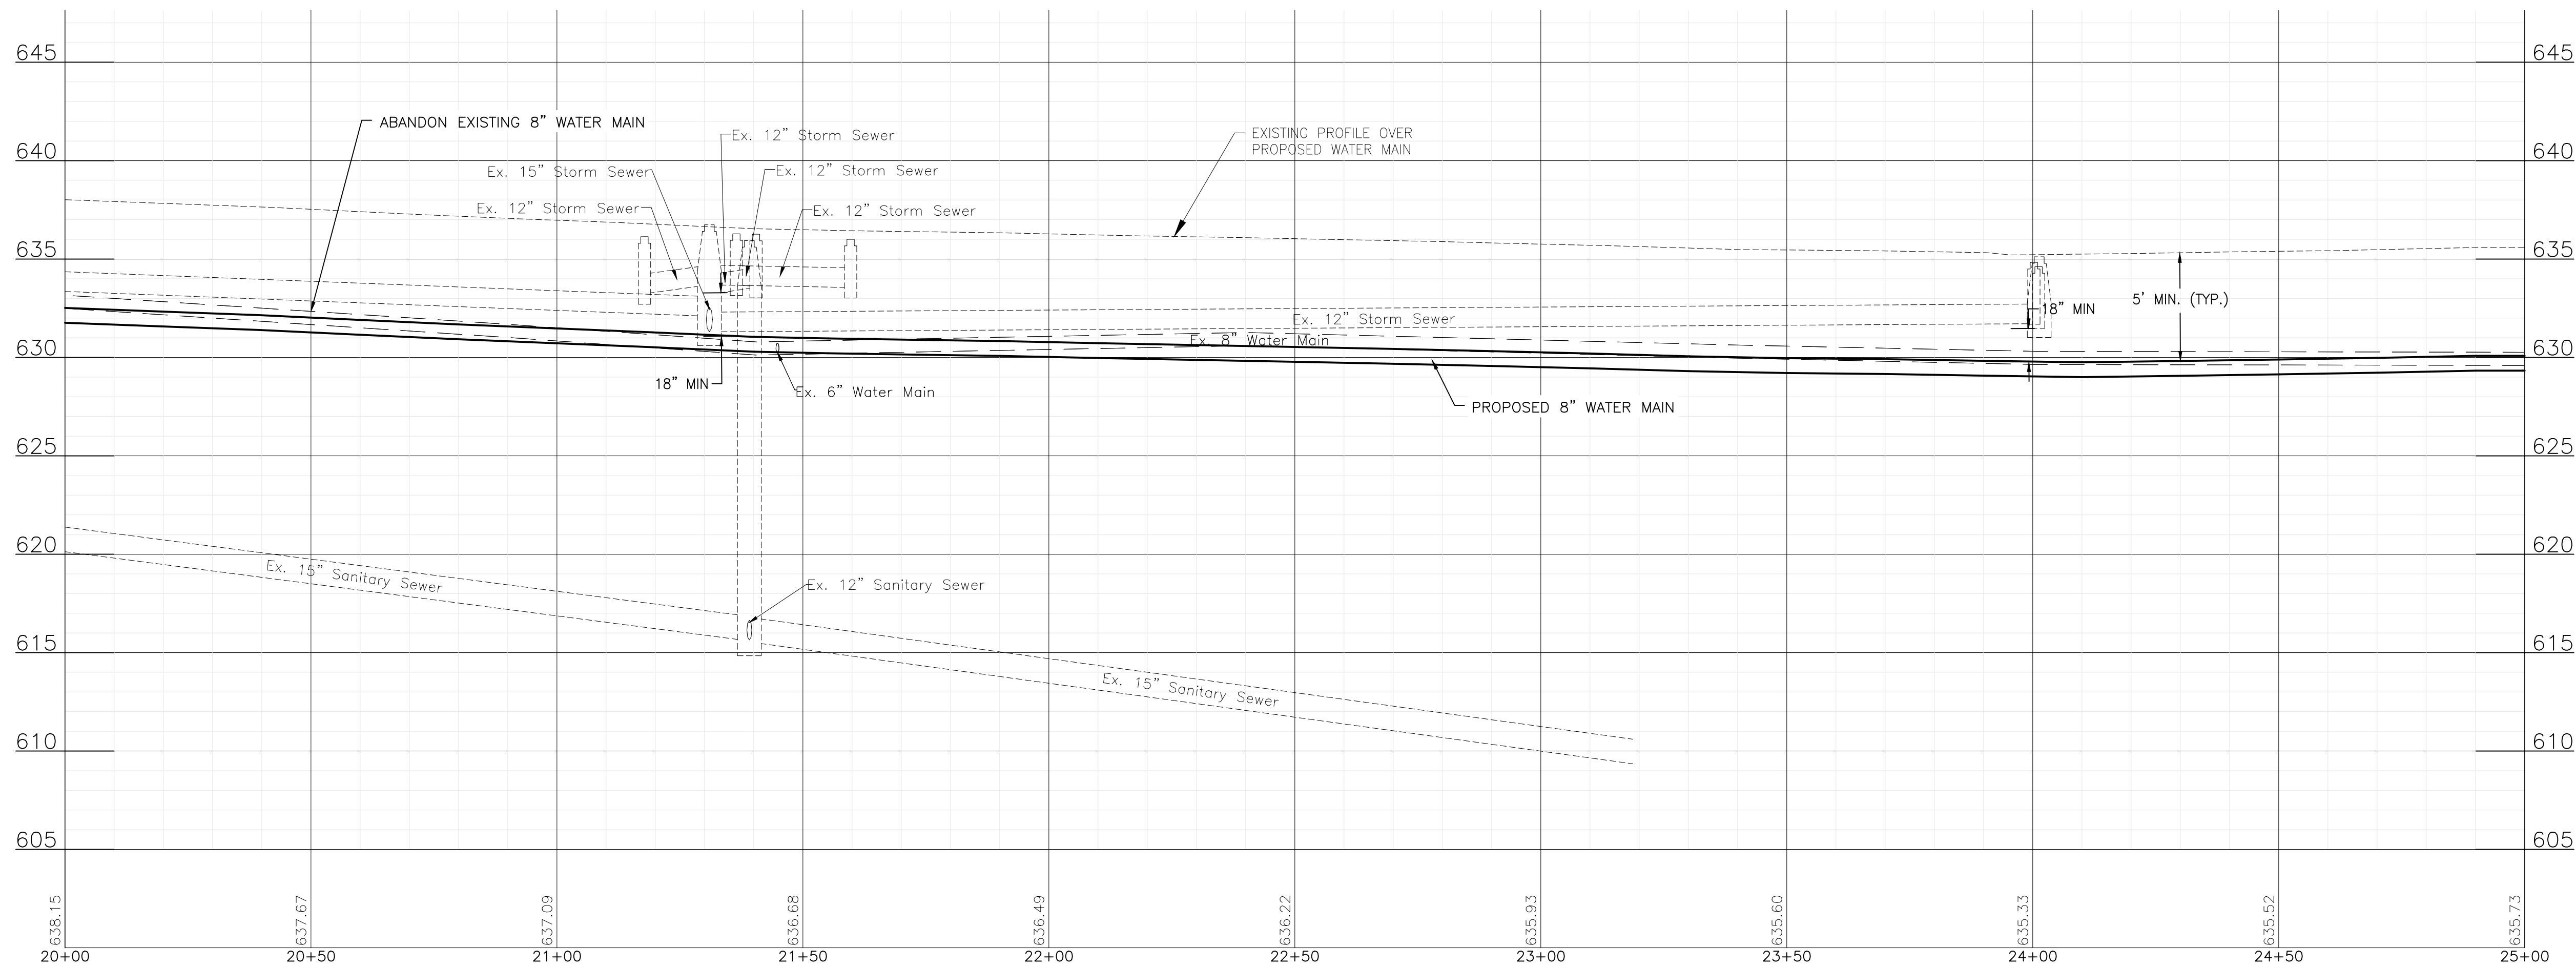 645
645
ABANDON EXISTING 8" WATER MAIN
Ex. 12" Storm Sewer
EXISTING PROFILE OVER
PROPOSED WATER MAIN
640
640
Ex. 15" Storm Sewer
Ex. 12" Storm Sewer
Ex. 12" Storm Sewer
Ex. 12" Storm Sewer
635
635
5' MIN. (TYP.)
18" MIN
Ex. 12" Storm Sewer
Ex. 8" Water Main
630
630
18" MIN
Ex. 6" Water Main
PROPOSED 8" WATER MAIN
625
625
620
620
Ex. 15" Sanitary Sewer
Ex. 12" Sanitary Sewer
615
615
Ex. 15" Sanitary Sewer
610
610
605
605
638.15
637.67
637.09
636.68
636.49
636.22
635.93
635.60
635.33
635.52
635.73
20+00
20+50
21+00
21+50
22+00
22+50
23+00
23+50
24+00
24+50
25+00